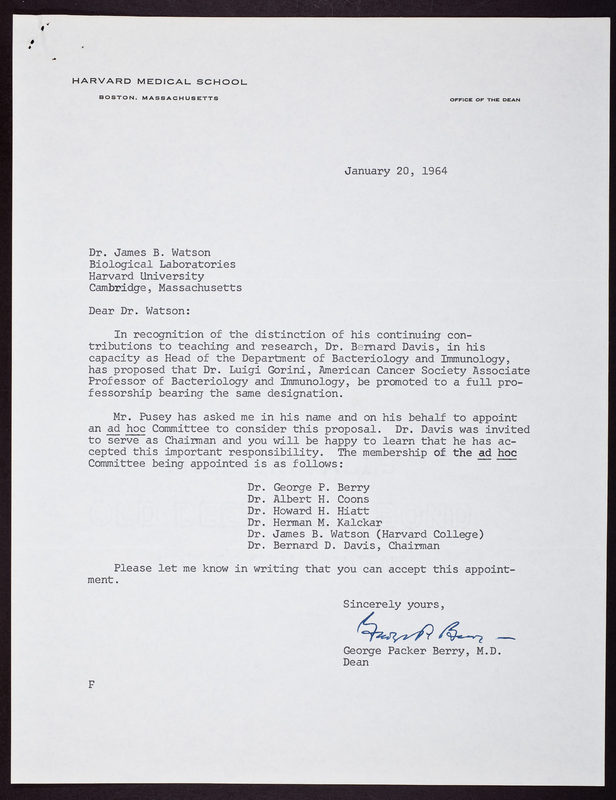 HARVARD MEDICAL SCHOOL
BOSTON, MASSACHUSETTS
OFFICE OF THE DEAN
January 20, 1964
Dr. James B. Watson
Biological Laboratories
Harvard University
Cambridge, Massachusetts
Dear Dr. Watson:
In recognition of the distinction of his continuing con-
tributions to teaching and research, Dr. Bernard Davis, in his
capacity as Head of the Department of Bacteriology and Immunology,
has proposed that Dr. Luigi Gorini, American Cancer Society Associate
Professor of Bacteriology and Immunology, be promoted to a full pro-
fessorship bearing the same designation.
Mr. Pusey has asked me in his name and on his behalf to appoint
an ad hoc Committee to consider this proposal. Dr. Davis was invited
to serve as Chairman and you will be happy to learn that he has ac-
cepted this important responsibility. The membership of the ad hoc
Committee being appointed is as follows:
Dr. George P. Berry
Dr. Albert H. Coons
Dr. Howard H. Hiatt
Dr. Herman M. Kalckar
Dr. James B. Watson (Harvard College)
Dr. Bernard D. Davis, Chairman
Please let me know in writing that you can accept this appoint-
ment.
Sincerely yours,
George P. Berry
George Packer Berry, M.D.
Dean
F